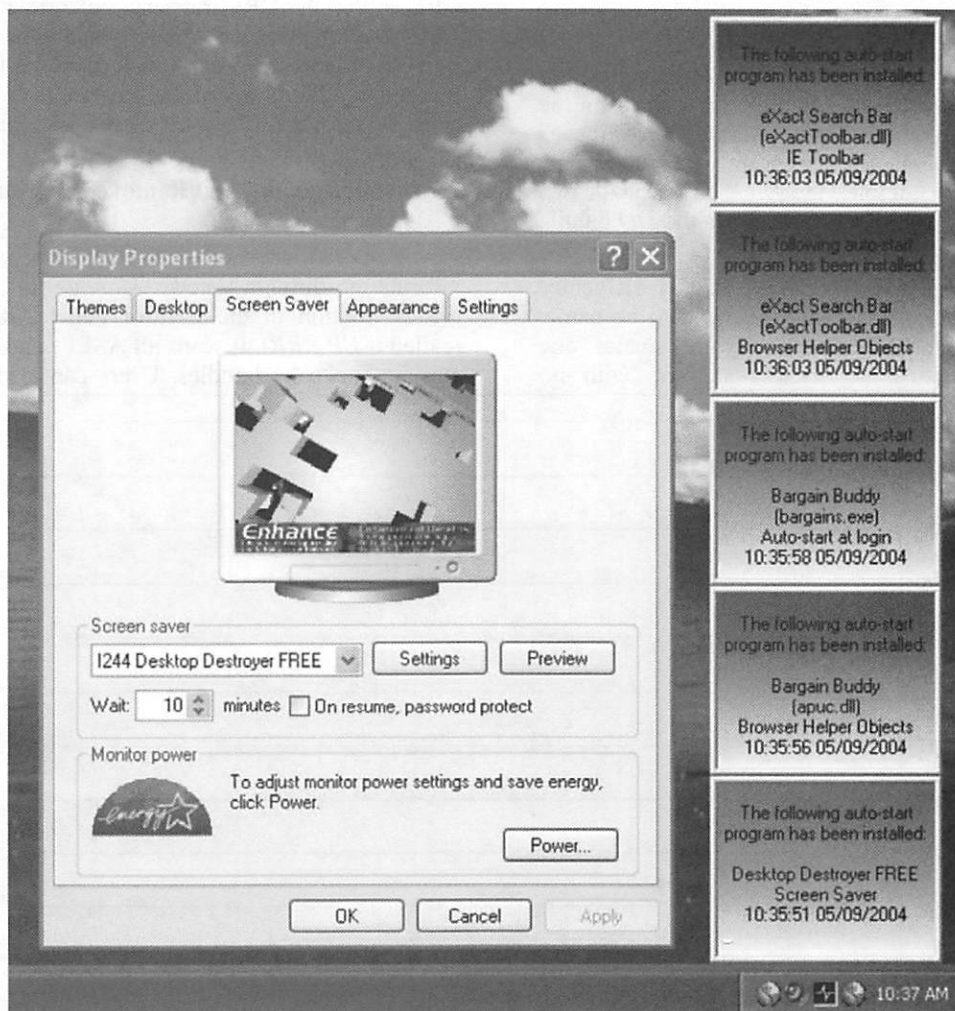 The following auto-start
program has been installed:
eXact Search Bar
(eXactToolbar.dll)
IE Toolbar
10:36:03 05/09/2004
The following auto-start
program has been installed:
eXact Search Bar
(eXactToolbar.dll)
Browser Helper Objects
10:36:03 05/09/2004
The following auto-start
program has been installed:
Bargain Buddy
(bargains.exe)
Auto-start at login
10:35:58 05/09/2004
The following auto-start
program has been installed:
Bargain Buddy
(apuc.dll)
Browser Helper Objects
10:35:56 05/09/2004
The following auto-start
program has been installed:
Desktop Destroyer FREE
Screen Saver
10:35:51 05/09/2004
Display Properties
Themes Desktop Screen Saver Appearance Settings
Enhance
Screen saver
I244 Desktop Destroyer FREE Settings Preview
Wait: 10 minutes On resume, password protect
Monitor power
energy
To adjust monitor power settings and save energy,
click Power.
Power...
OK Cancel Apply
10:37 AM